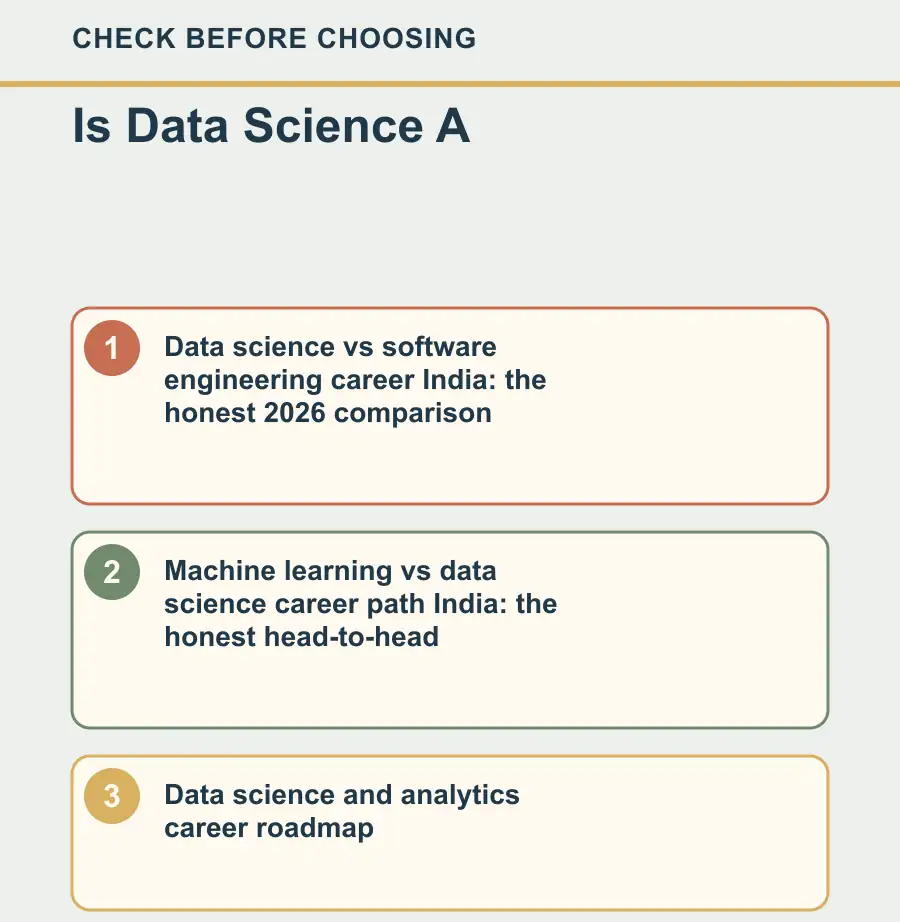 CHECK BEFORE CHOOSING
Is Data Science A
1
Data science vs software
engineering career India: the
honest 2026 comparison
2
Machine learning vs data
science career path India: the
honest head-to-head
3
Data science and analytics
career roadmap